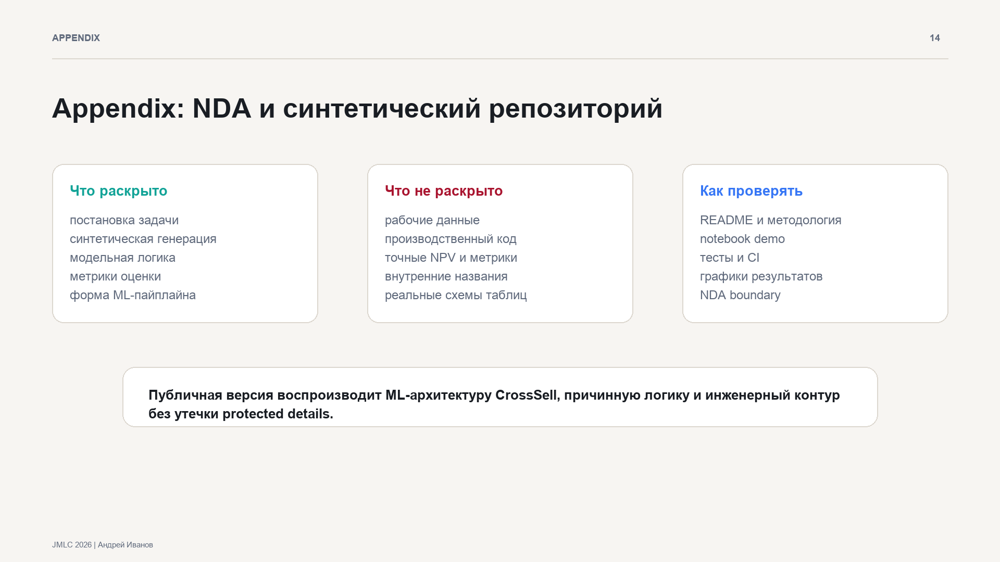 APPENDIX
14
Appendix: NDA и синтетический репозиторий
Что раскрыто
постановка задачи
синтетическая генерация
модельная логика
метрики оценки
форма ML-пайплайна
Что не раскрыто
рабочие данные
производственный код
точные NPV и метрики
внутренние названия
реальные схемы таблиц
Как проверять
README и методология
notebook demo
тесты и CI
графики результатов
NDA boundary
Публичная версия воспроизводит ML-архитектуру CrossSell, причинную логику и инженерный контур
без утечки protected details.
JMLC 2026 | Андрей Иванов